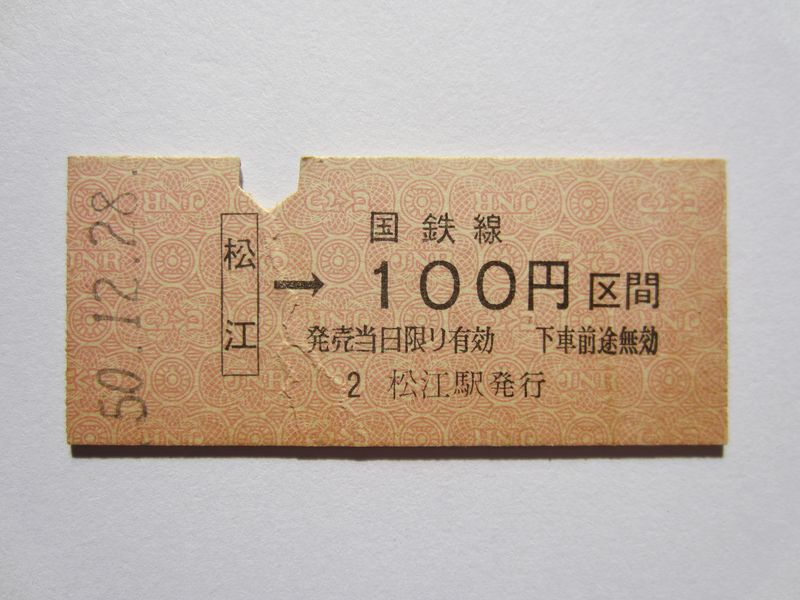 50.12.28.
松江
国鉄線
→100円区間
発売当日限り有効 下車前途無効
2 松江駅発行